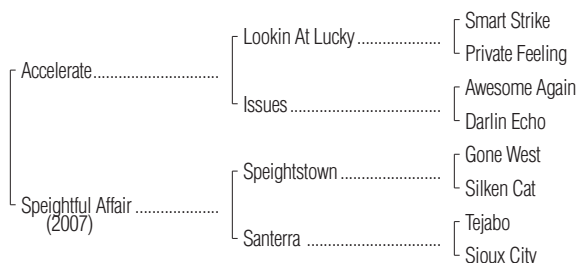 Smart Strike
Lookin At Lucky ....................
Private Feeling
Accelerate..............................
Awesome Again
Issues ....................................
Darlin Echo
Gone West
Speightstown ........................
Silken Cat
Speightful Affair ....................
(2007)
Tejabo
Santerra ................................
Sioux City